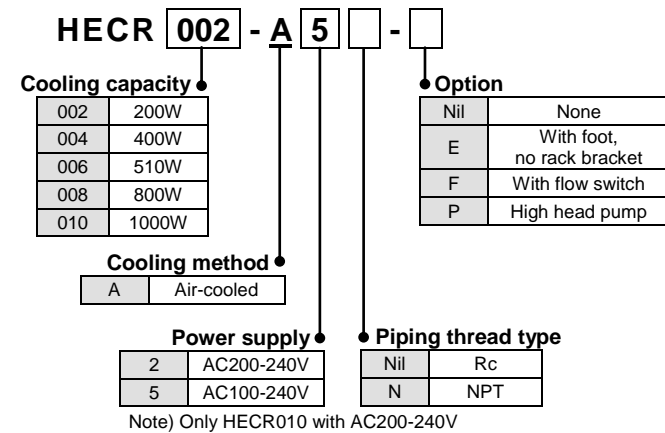 HECR 002 - A 5 -
Cooling capacity
002 200W
004 400W
006 510W
008 800W
010 1000W
Option
Nil None
E With foot,
no rack bracket
F With flow switch
P High head pump
Cooling method
A Air-cooled
Power supply
2 AC200-240V
5 AC100-240V
Piping thread type
Nil Rc
N NPT
Note) Only HECR010 with AC200-240V